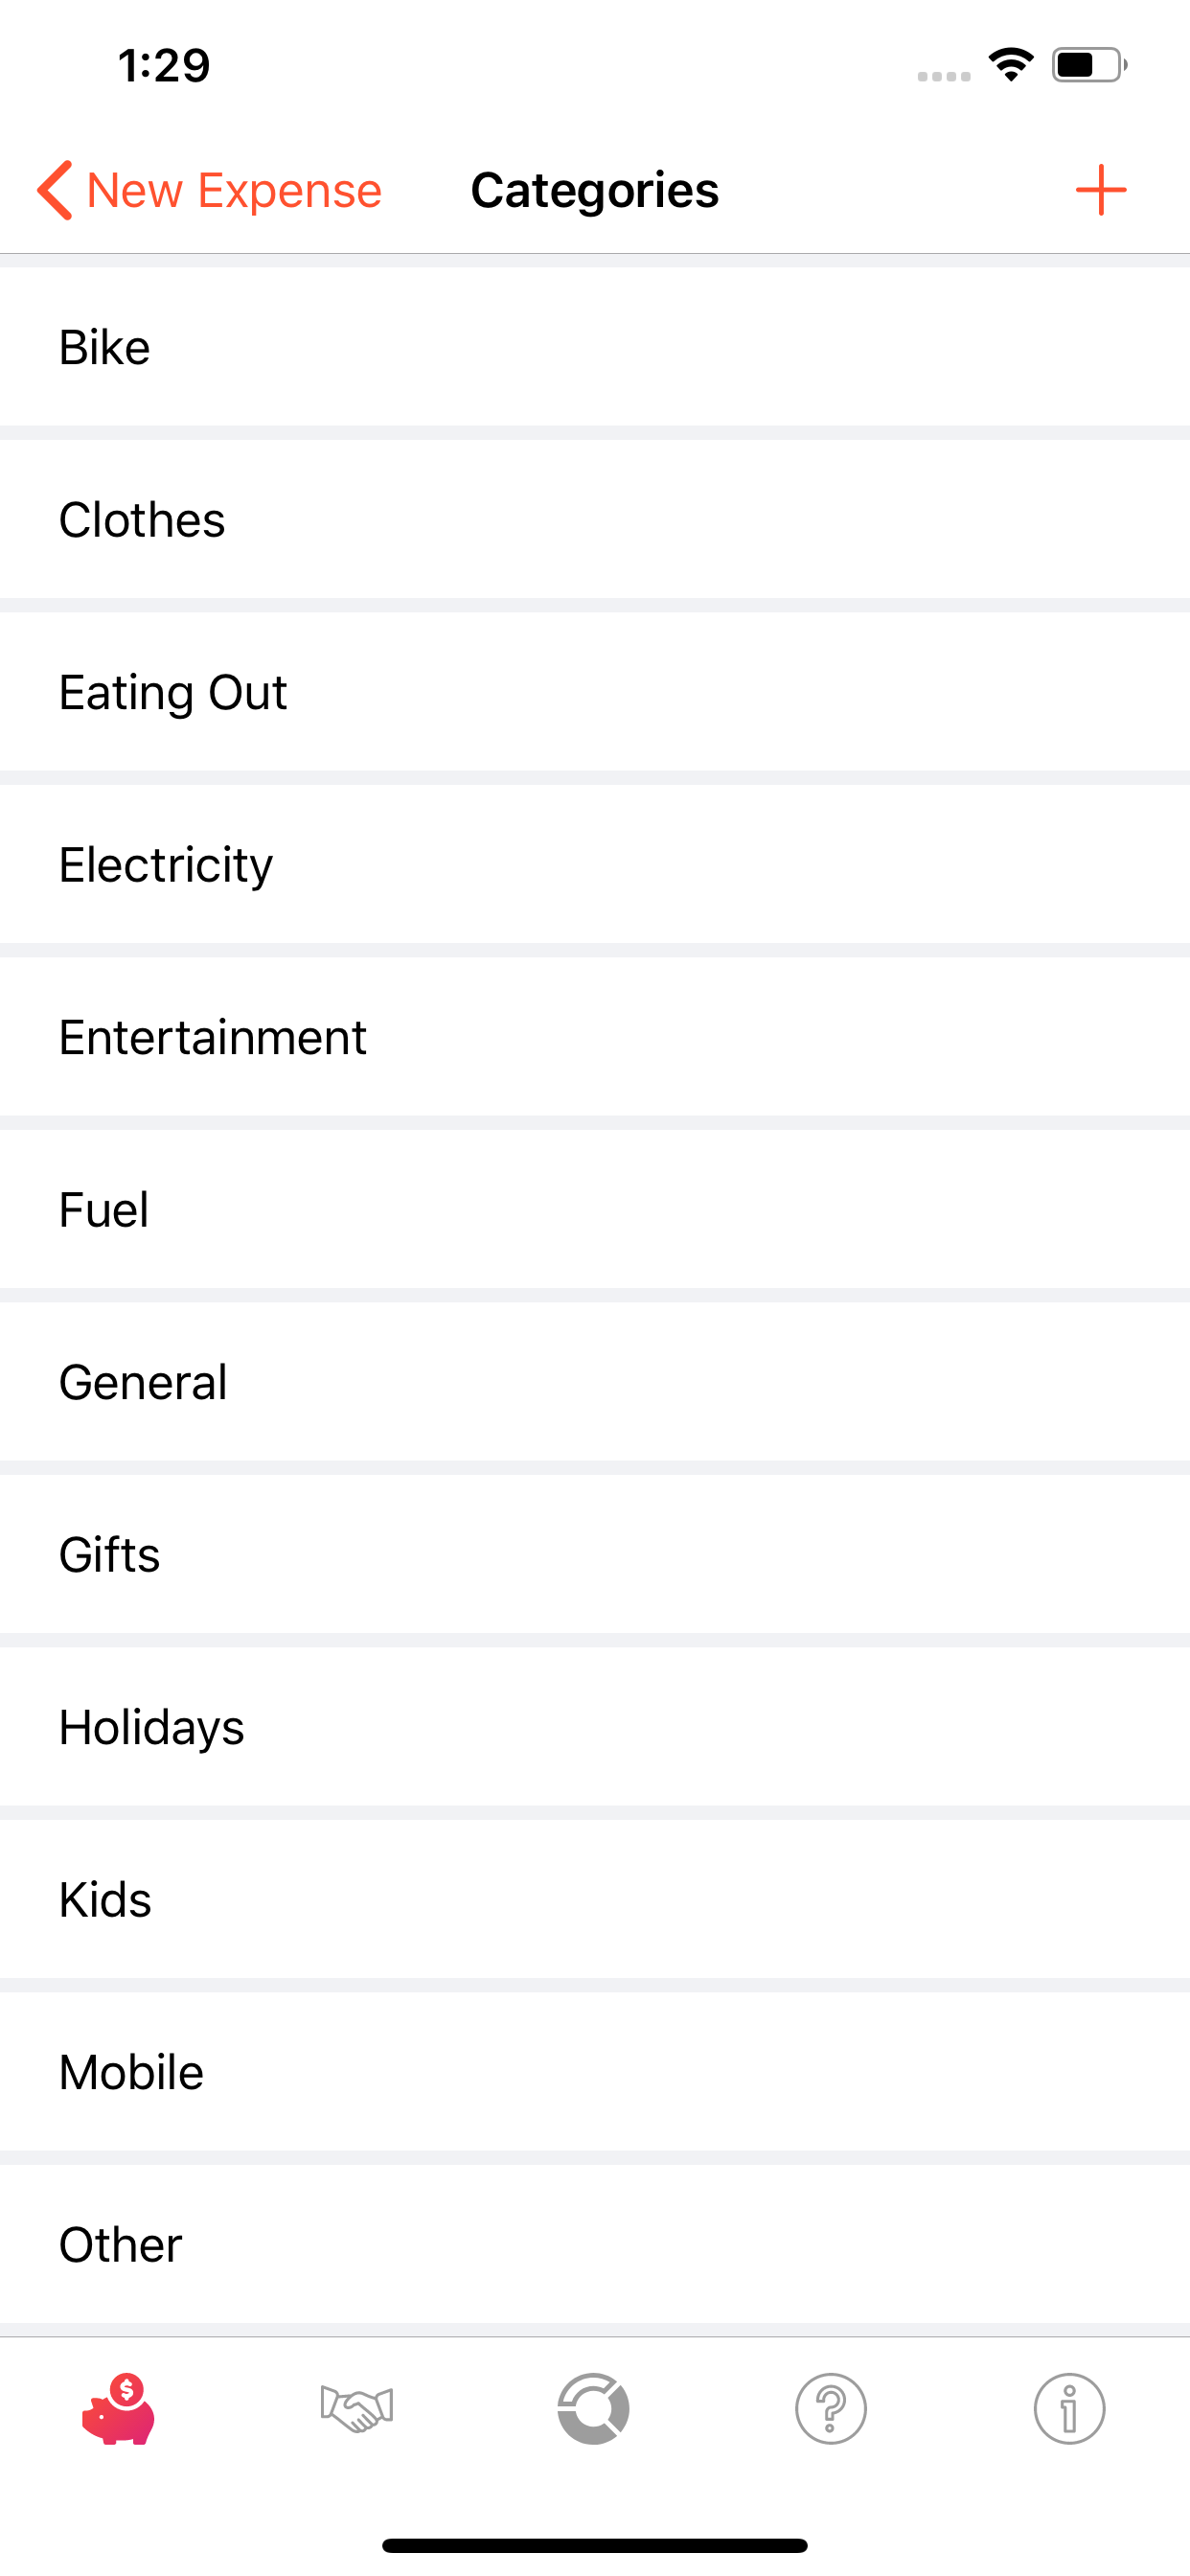 1:29
New Expense
Categories
Bike
Clothes
Eating Out
Electricity
Entertainment
Fuel
General
Gifts
Holidays
Kids
Mobile
Other